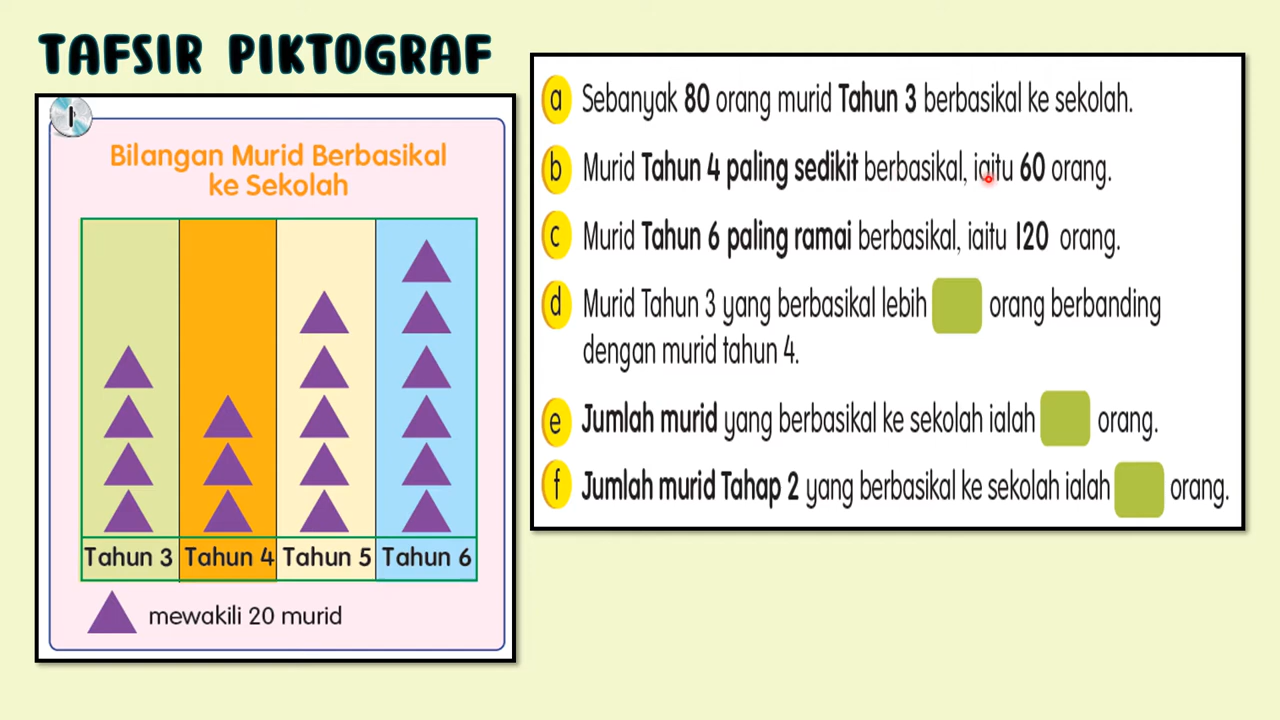 TAFSIR PIKTOGRAF
1
Bilangan Murid Berbasikal
ke Sekolah
Tahun 3 Tahun 4 Tahun 5 Tahun 6
mewakili 20 murid
a Sebanyak 80 orang murid Tahun 3 berbasikal ke sekolah.
b Murid Tahun 4 paling sedikit berbasikal, iaitu 60 orang.
c Murid Tahun 6 paling ramai berbasikal, iaitu 120 orang.
d Murid Tahun 3 yang berbasikal lebih orang berbanding
dengan murid tahun 4.
e Jumlah murid yang berbasikal ke sekolah ialah orang.
f Jumlah murid Tahap 2 yang berbasikal ke sekolah ialah orang.